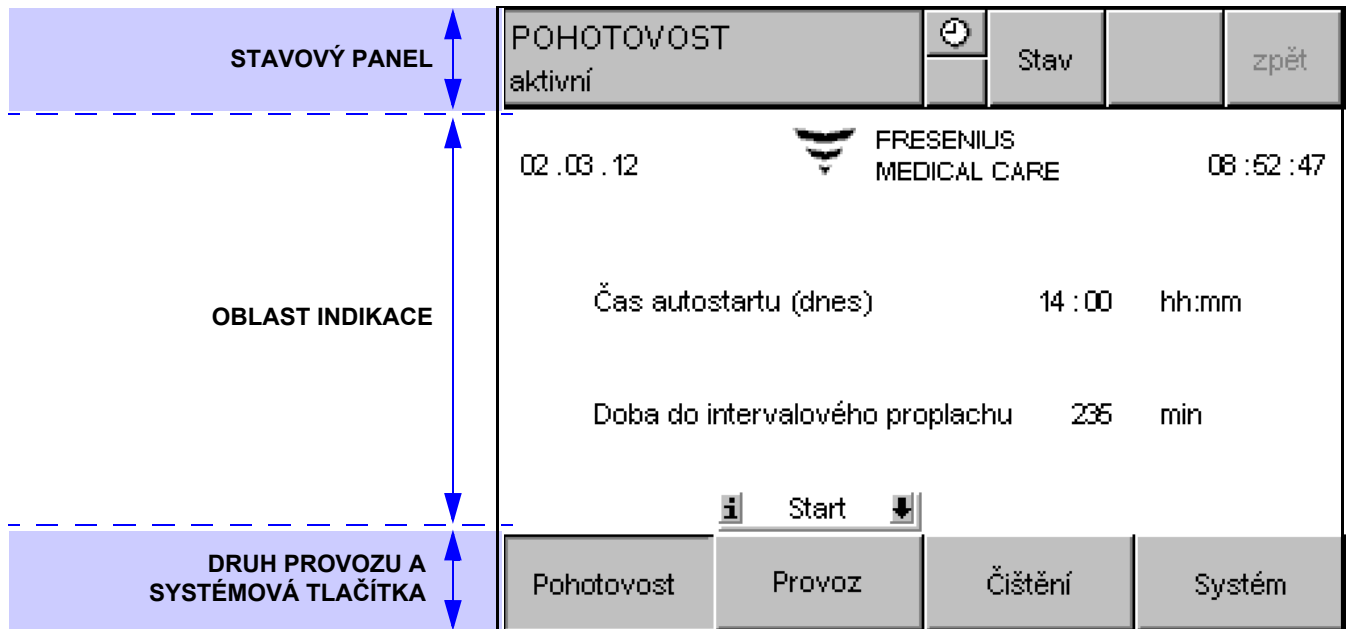 STAVOVÝ PANEL
POHOTOVOST
aktivní
Stav
zpět
OBLAST INDIKACE
02.03.12
FRESENIUS
MEDICAL CARE
08:52:47
Čas autostartu (dnes) 14:00 hh:mm
Doba do intervalového proplachu 235 min
i Start
DRUH PROVOZU A
SYSTÉMOVÁ TLAČÍTKA
Pohotovost
Provoz
Čištění
Systém